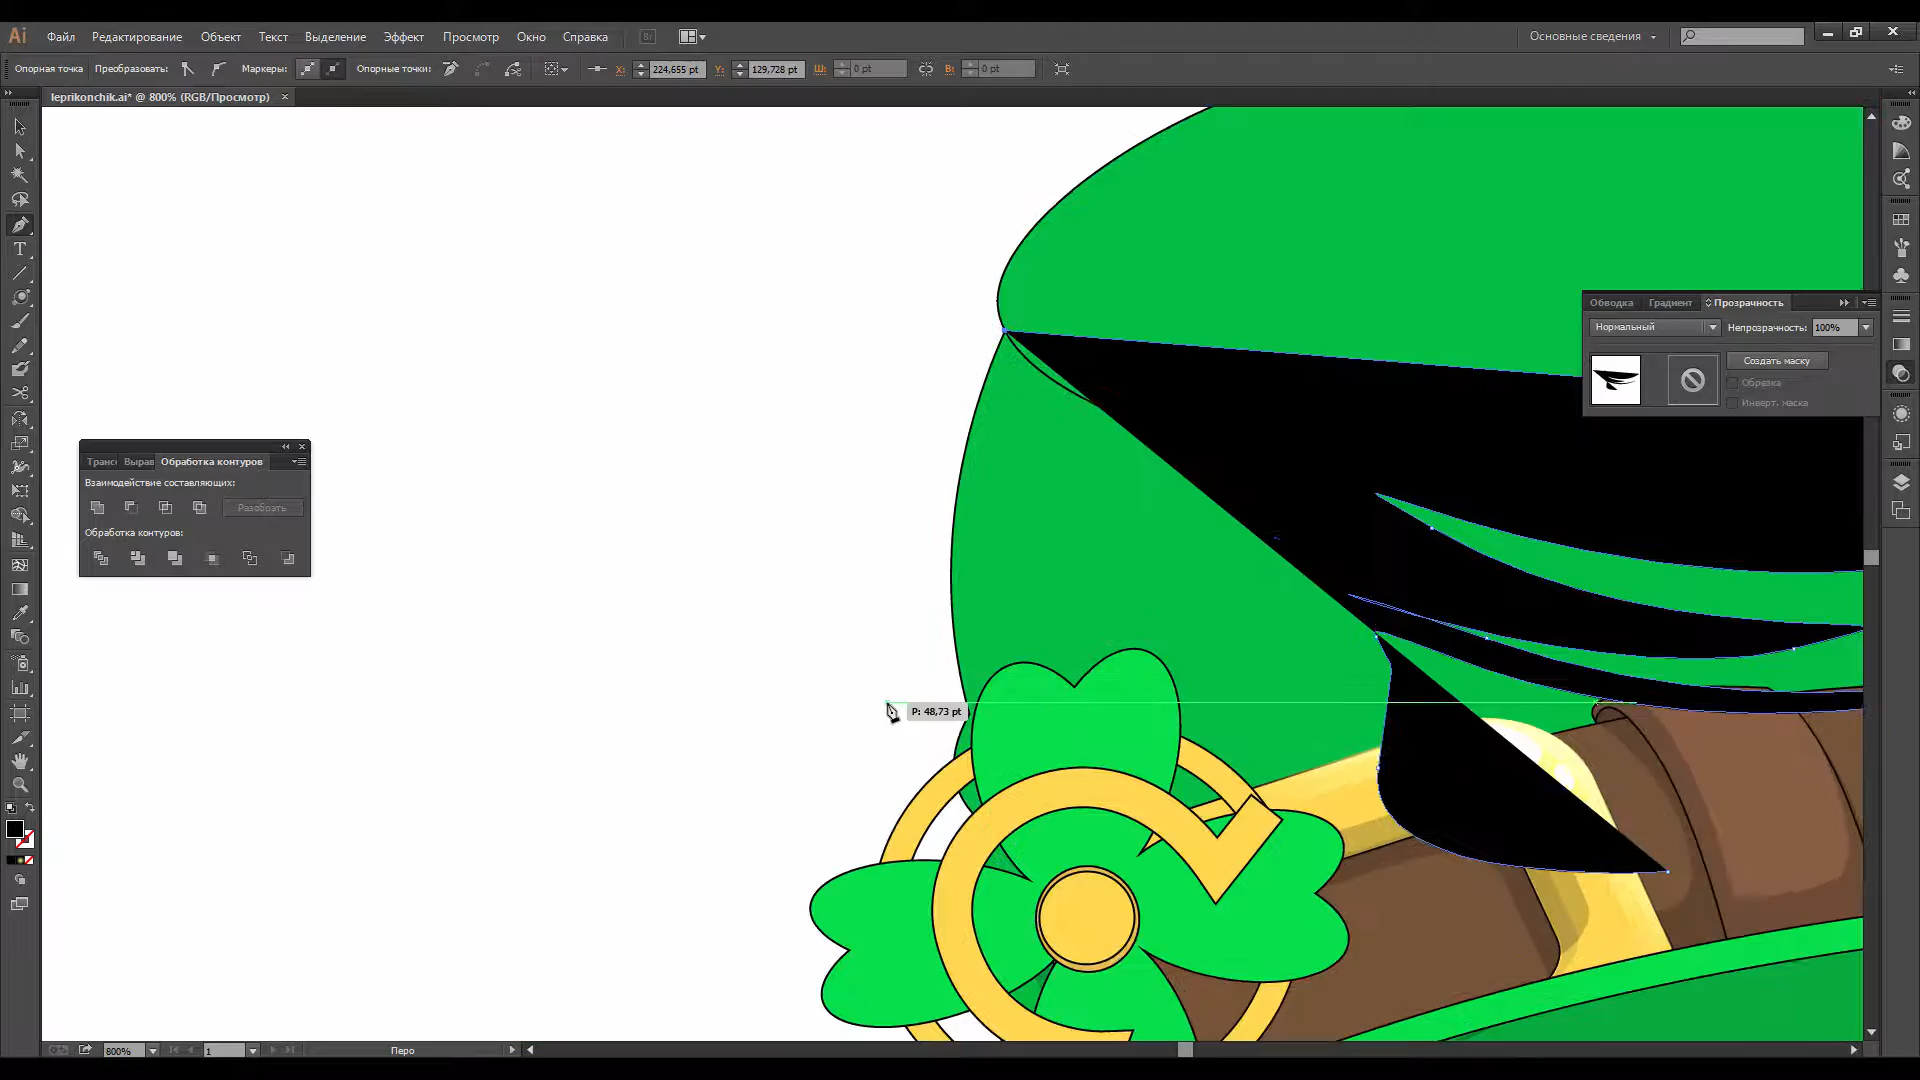 Ai Файл Редактирование Объект Текст Выделение Эффект Просмотр Окно Справка Br Основные сведения
Опорная точка Преобразовать: Маркеры: Опорные точки: X: 224,655 pt Y: 129,728 pt Ш: 0 pt В: 0 pt
leprikonchik.ai* @ 800% (RGB/Просмотр) ×
Обводка Градиент Прозрачность
Нормальный Непрозрачность: 100%
Создать маску
Обрезка
Инверт. маска
Трансф Вырав Обработка контуров
Взаимодействие составляющих:
Разобрать
Обработка контуров:
P: 48,73 pt
800% 1 Перо